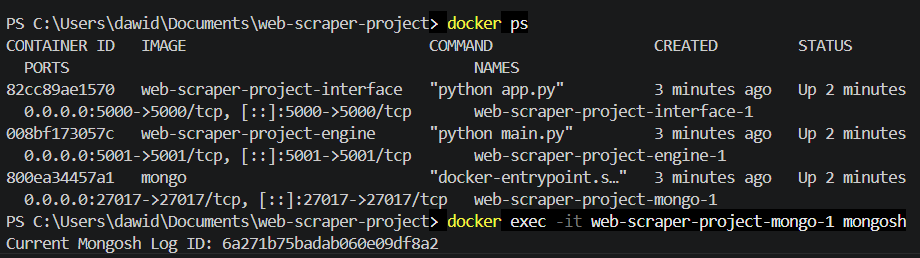 PS C:\Users\dawid\Documents\web-scraper-project> docker ps
CONTAINER ID   IMAGE                           COMMAND                  CREATED         STATUS
  PORTS                                            NAMES
82cc89ae1570   web-scraper-project-interface   "python app.py"          3 minutes ago   Up 2 minutes
  0.0.0.0:5000->5000/tcp, [::]:5000->5000/tcp      web-scraper-project-interface-1
008bf173057c   web-scraper-project-engine      "python main.py"         3 minutes ago   Up 2 minutes
  0.0.0.0:5001->5001/tcp, [::]:5001->5001/tcp      web-scraper-project-engine-1
800ea34457a1   mongo                           "docker-entrypoint.s…"   3 minutes ago   Up 2 minutes
  0.0.0.0:27017->27017/tcp, [::]:27017->27017/tcp   web-scraper-project-mongo-1
PS C:\Users\dawid\Documents\web-scraper-project> docker exec -it web-scraper-project-mongo-1 mongosh
Current Mongosh Log ID: 6a271b75badab060e09df8a2